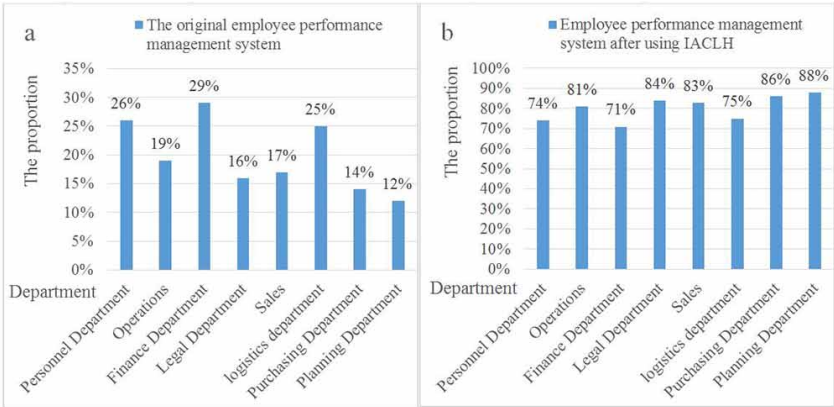 a
The original employee performance
management system
The proportion
35%
30%
25%
20%
15%
10%
5%
0%
26%
19%
29%
16%
17%
25%
14%
12%
Department
Personnel Department
Operations
Finance Department
Legal Department
Sales
logistics department
Purchasing Department
Planning Department
b
Employee performance management
system after using IACLH
The proportion
100%
90%
80%
70%
60%
50%
40%
30%
20%
10%
0%
74%
81%
71%
84%
83%
75%
86%
88%
Department
Personnel Department
Operations
Finance Department
Legal Department
Sales
logistics department
Purchasing Department
Planning Department